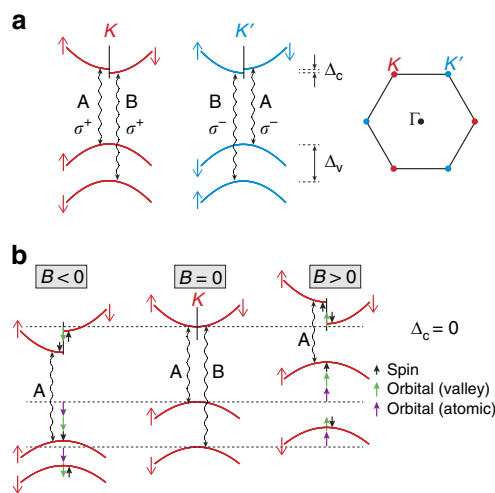 a
K
K′
Δc
A
B
B
A
σ+
σ+
σ−
σ−
Δv
K
K′
Γ
b
B < 0
B = 0
B > 0
K
Δc = 0
A
A
B
A
Spin
Orbital (valley)
Orbital (atomic)